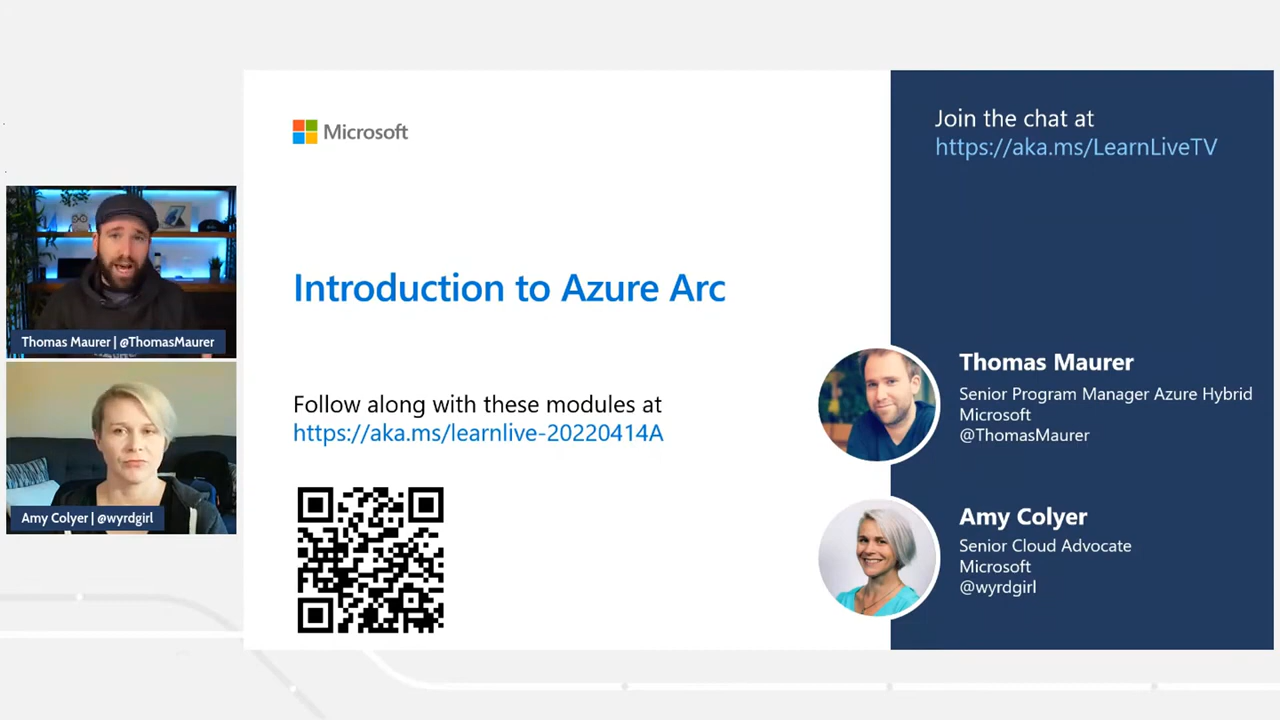 Microsoft
Join the chat at
https://aka.ms/LearnLiveTV
Thomas Maurer | @ThomasMaurer
Amy Colyer | @wyrdgirl
Introduction to Azure Arc
Follow along with these modules at
https://aka.ms/learnlive-20220414A
Thomas Maurer
Senior Program Manager Azure Hybrid
Microsoft
@ThomasMaurer
Amy Colyer
Senior Cloud Advocate
Microsoft
@wyrdgirl